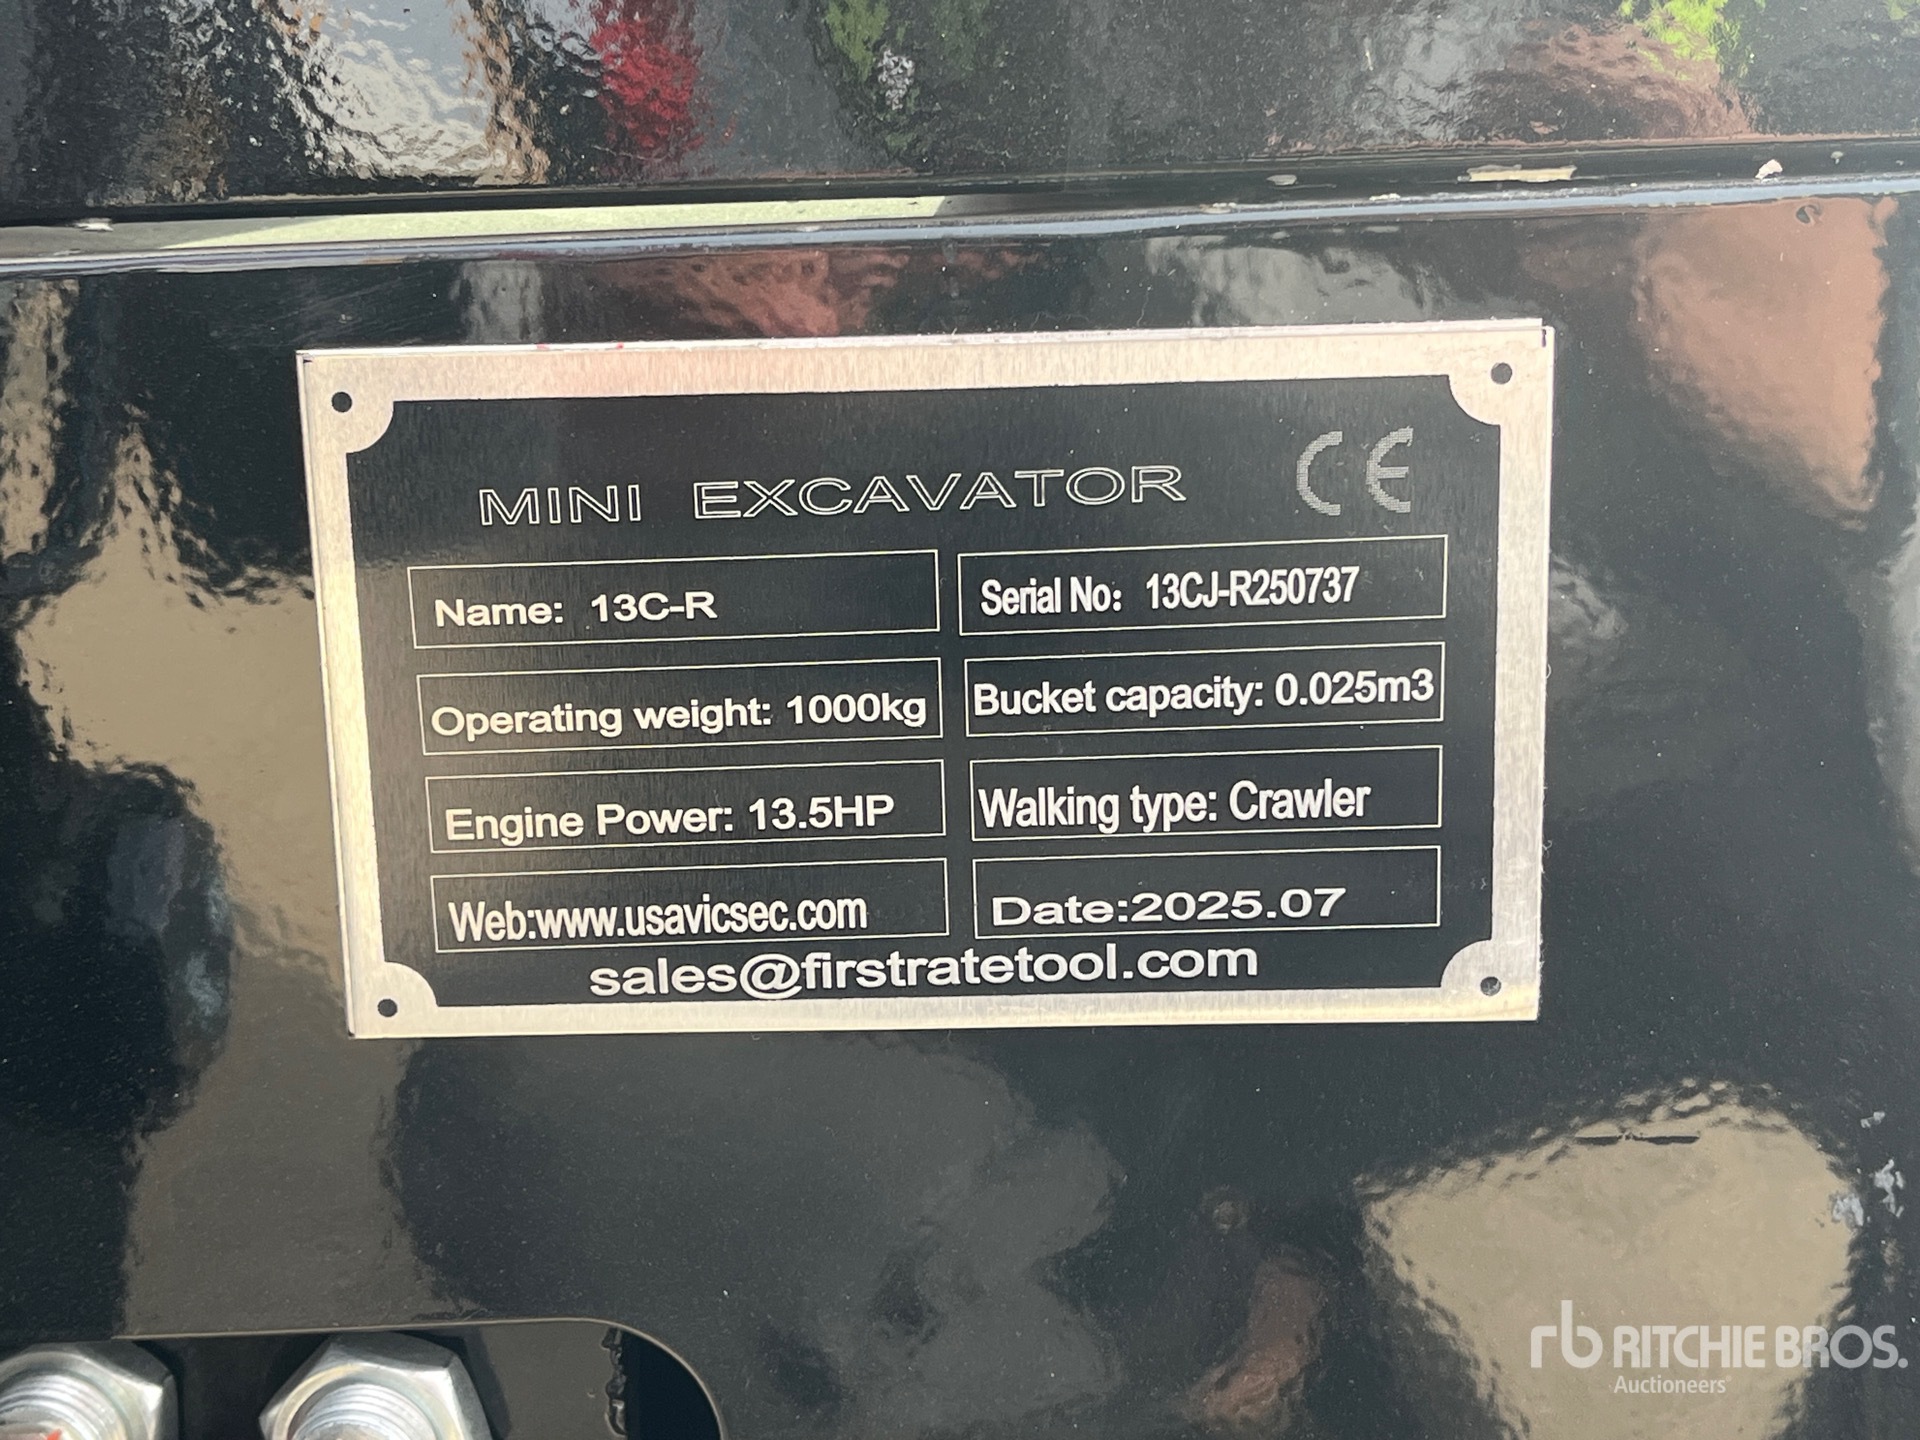 MINI EXCAVATOR CE
Name: 13C-R
Serial No: 13CJ-R250737
Operating weight: 1000kg
Bucket capacity: 0.025m3
Engine Power: 13.5HP
Walking type: Crawler
Web:www.usavicsec.com
Date:2025.07
sales@firstratetool.com
rb RITCHIE BROS.
Auctioneers